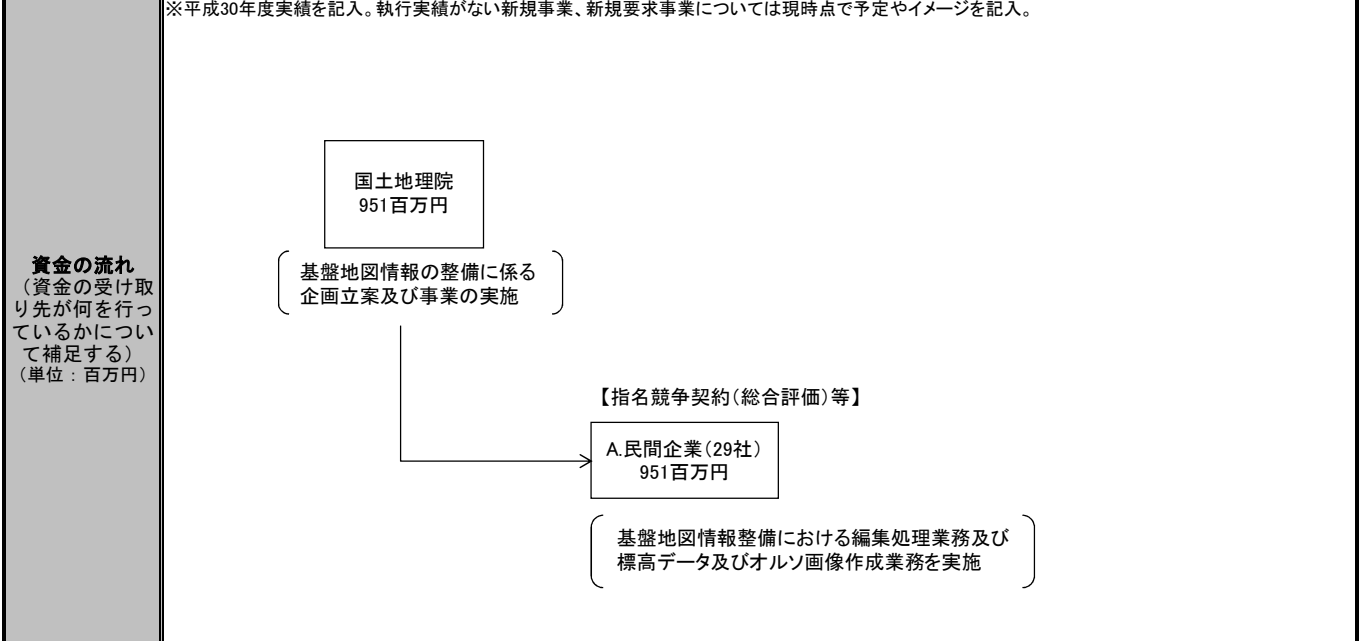 ※平成30年度実績を記入。執行実績がない新規事業、新規要求事業については現時点で予定やイメージを記入。
資金の流れ
（資金の受け取
り先が何を行っ
ているかについ
て補足する）
（単位：百万円）
国土地理院
951百万円
基盤地図情報の整備に係る
企画立案及び事業の実施
【指名競争契約（総合評価）等】
A.民間企業（29社）
951百万円
基盤地図情報整備における編集処理業務及び
標高データ及びオルソ画像作成業務を実施